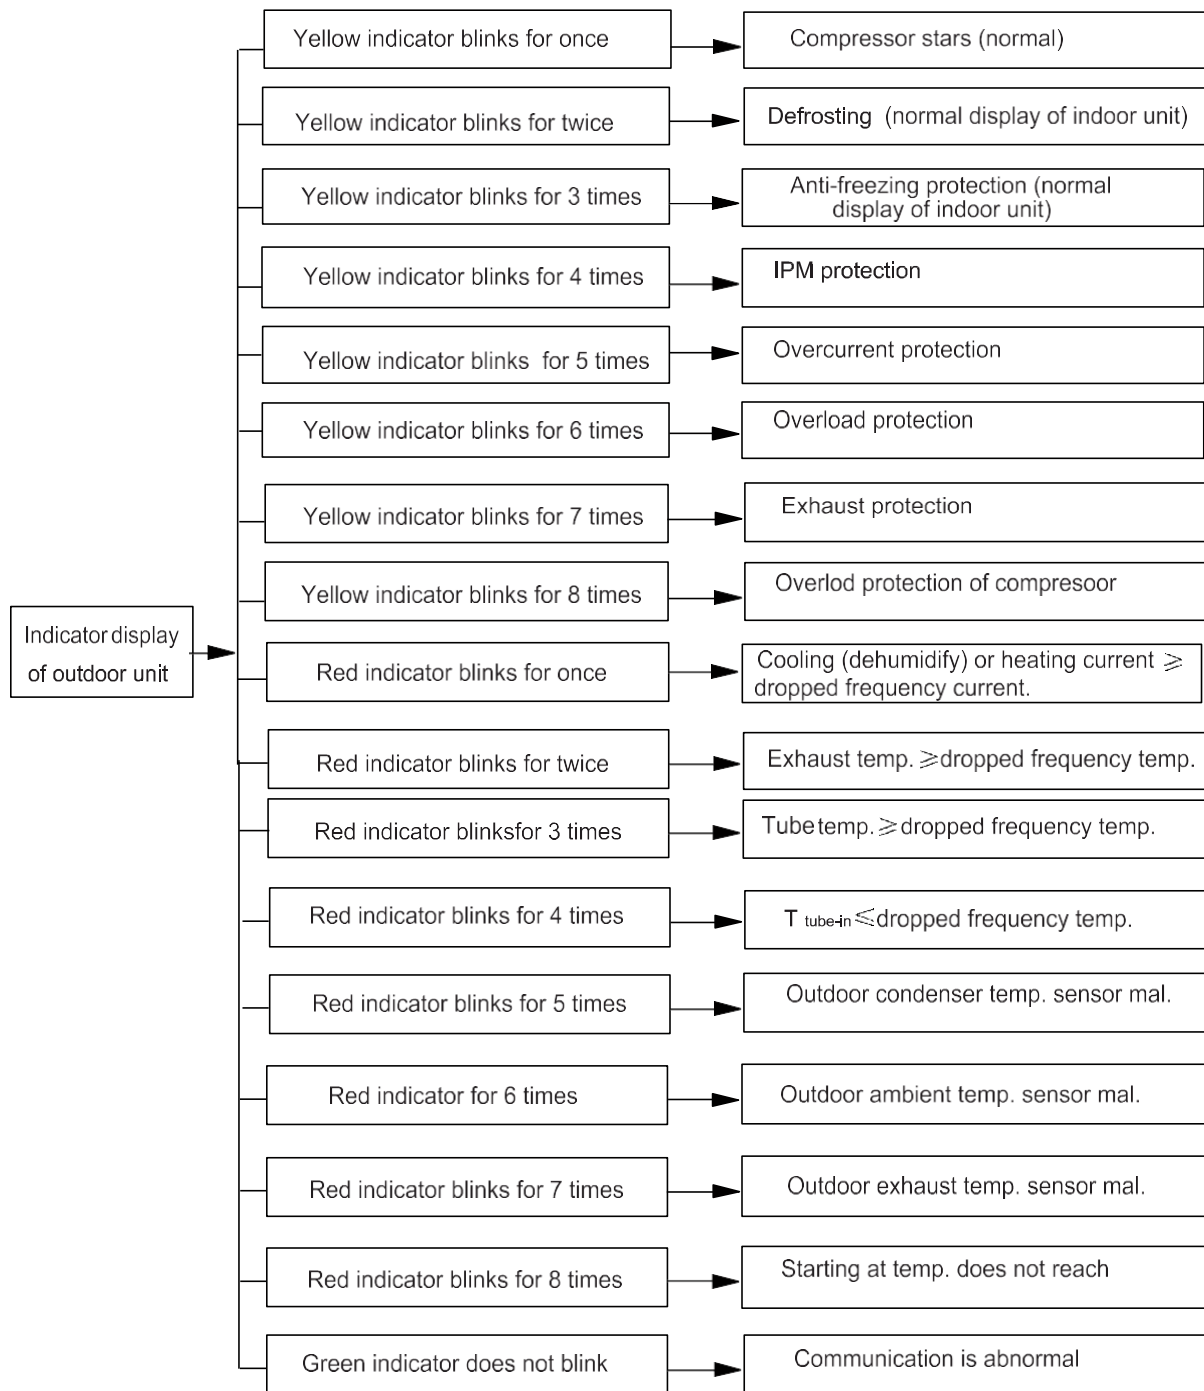 Yellow indicator blinks for once
Compressor stars (normal)
Yellow indicator blinks for twice
Defrosting (normal display of indoor unit)
Yellow indicator blinks for 3 times
Anti-freezing protection (normal
display of indoor unit)
Yellow indicator blinks for 4 times
IPM protection
Yellow indicator blinks for 5 times
Overcurrent protection
Yellow indicator blinks for 6 times
Overload protection
Yellow indicator blinks for 7 times
Exhaust protection
Yellow indicator blinks for 8 times
Overlod protection of compresoor
Indicator display
of outdoor unit
Red indicator blinks for once
Cooling (dehumidify) or heating current ⩾
dropped frequency current.
Red indicator blinks for twice
Exhaust temp. ⩾dropped frequency temp.
Red indicator blinksfor 3 times
Tube temp. ⩾dropped frequency temp.
Red indicator blinks for 4 times
T tube-in ⩽dropped frequency temp.
Red indicator blinks for 5 times
Outdoor condenser temp. sensor mal.
Red indicator for 6 times
Outdoor ambient temp. sensor mal.
Red indicator blinks for 7 times
Outdoor exhaust temp. sensor mal.
Red indicator blinks for 8 times
Starting at temp. does not reach
Green indicator does not blink
Communication is abnormal